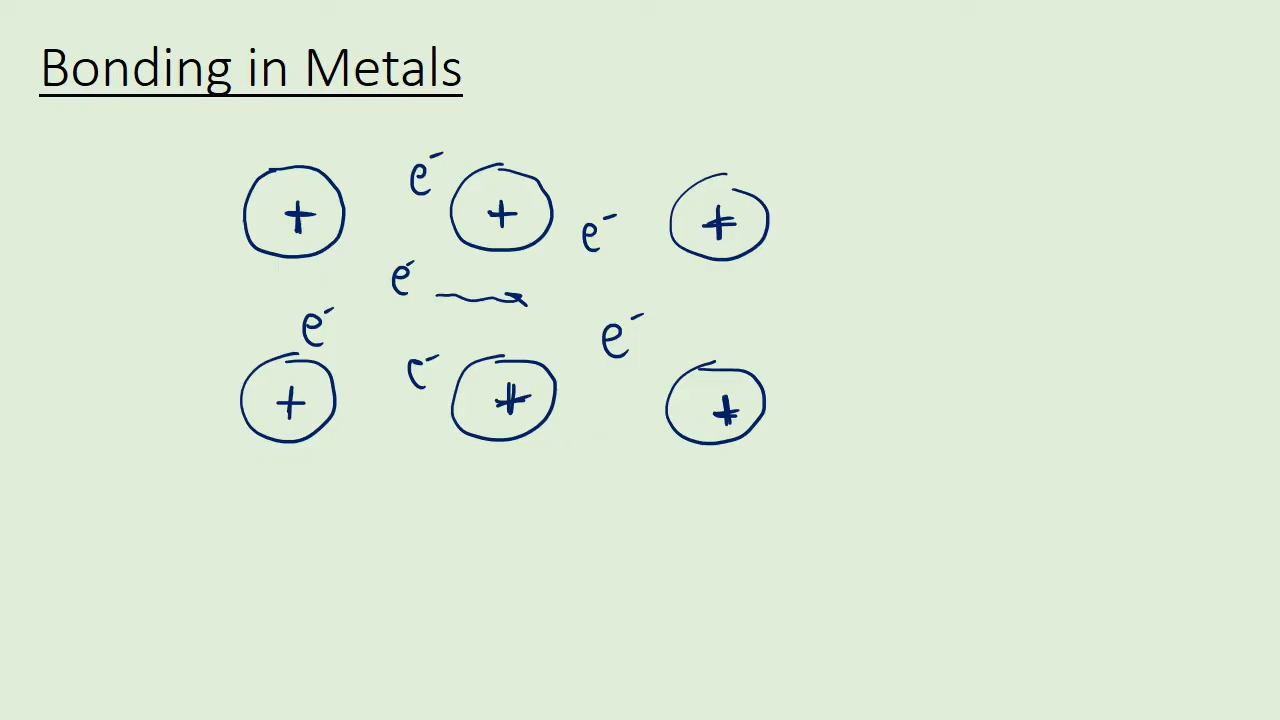 Bonding in Metals
e⁻
+ + +
e⁻
e⁻
e⁻ e⁻
e⁻
+ + +